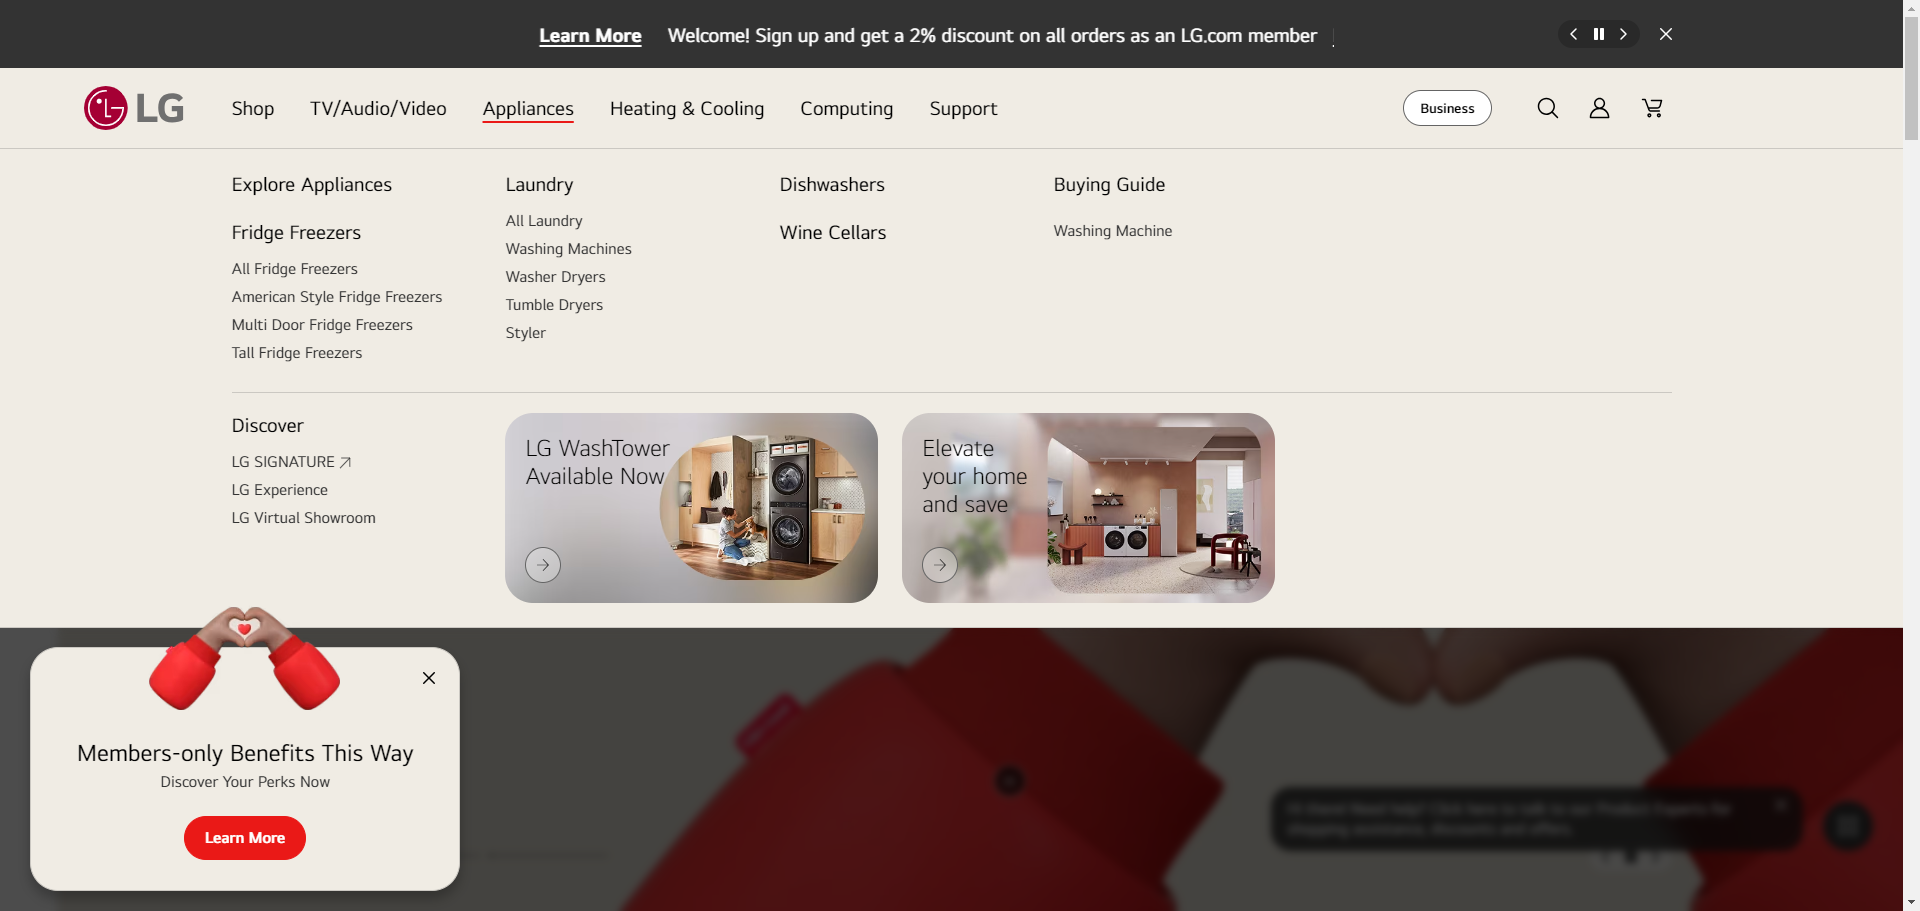 Learn More Welcome! Sign up and get a 2% discount on all orders as an LG.com member
LG Shop TV/Audio/Video Appliances Heating & Cooling Computing Support Business
Explore Appliances
Fridge Freezers
All Fridge Freezers
American Style Fridge Freezers
Multi Door Fridge Freezers
Tall Fridge Freezers
Laundry
All Laundry
Washing Machines
Washer Dryers
Tumble Dryers
Styler
Dishwashers
Wine Cellars
Buying Guide
Washing Machine
Discover
LG SIGNATURE
LG Experience
LG Virtual Showroom
LG WashTower
Available Now
Elevate
your home
and save
Members-only Benefits This Way
Discover Your Perks Now
Learn More